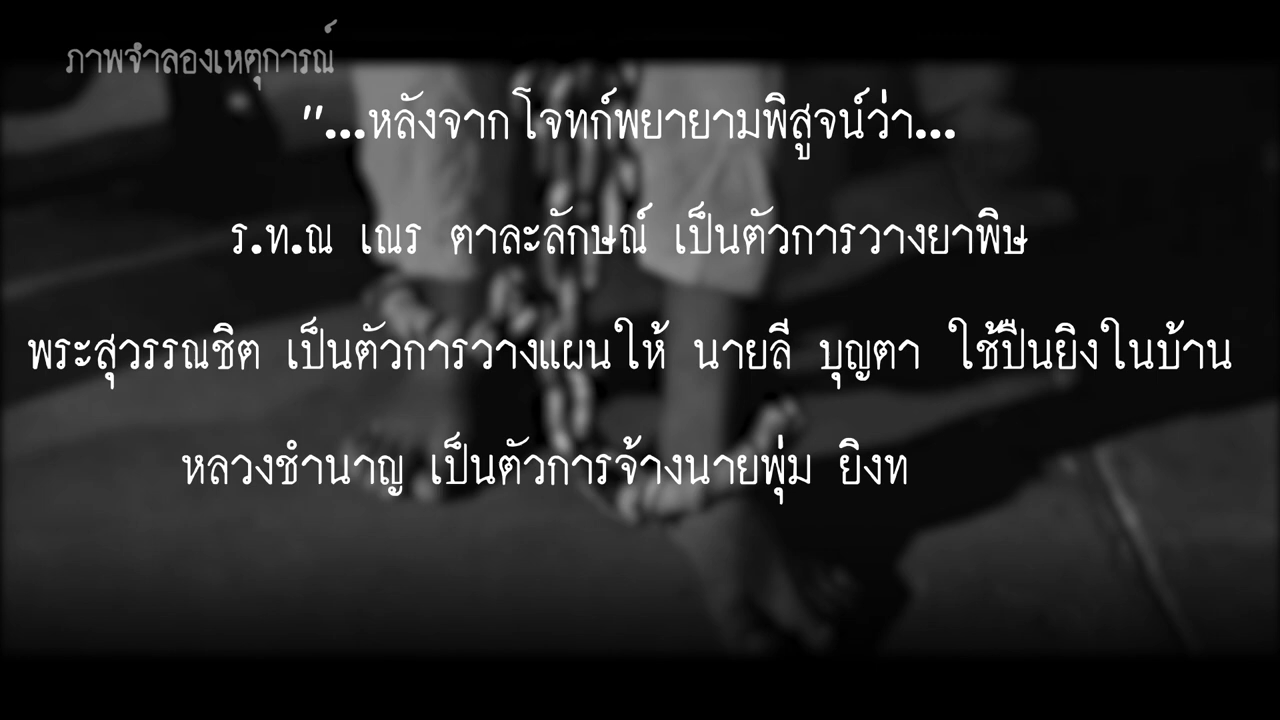 ภาพจำลองเหตุการณ์
"...หลังจากโจทก์พยายามพิสูจน์ว่า...
ร.ท.ณ เณร ตาละลักษณ์ เป็นตัวการวางยาพิษ
พระสุวรรณชิต เป็นตัวการวางแผนให้ นายลี บุญตา ใช้ปืนยิงในบ้าน
หลวงชำนาญ เป็นตัวการจ้างนายพุ่ม ยิงท